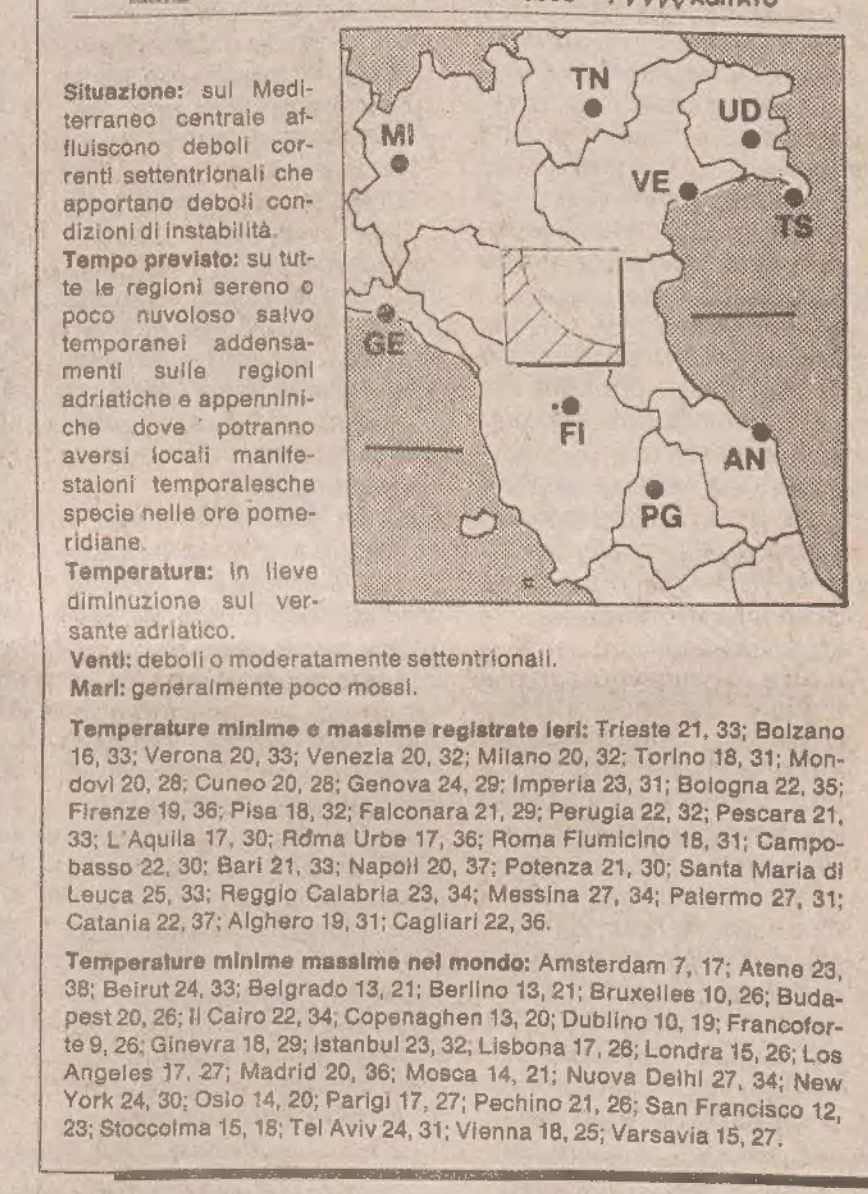 AGITATO
Situazione: sul Medi-
terraneo centrale af-
fluiscono deboli cor-
renti settentrionali che
apportano deboli con-
dizioni di instabilità.
Tempo previsto: su tut-
te le regioni sereno o
poco nuvoloso salvo
temporanei addensa-
menti sulle regioni
adriatiche e appennini-
che dove potranno
aversi locali manife-
staioni temporalesche
specie nelle ore pome-
ridiane.
Temperatura: in lieve
diminuzione sul ver-
sante adriatico.
Venti: deboli o moderatamente settentrionali.
Mari: generalmente poco mossi.
TN
UD
MI
VE
TS
GE
FI
AN
PG
Temperature minime e massime registrate ieri: Trieste 21, 33; Bolzano
16, 33; Verona 20, 33; Venezia 20, 32; Milano 20, 32; Torino 18, 31; Mon-
dovì 20, 28; Cuneo 20, 28; Genova 24, 29; Imperia 23, 31; Bologna 22, 35;
Firenze 19, 36; Pisa 18, 32; Falconara 21, 29; Perugia 22, 32; Pescara 21,
33; L'Aquila 17, 30; Roma Urbe 17, 36; Roma Fiumicino 18, 31; Campo-
basso 22, 30; Bari 21, 33; Napoli 20, 37; Potenza 21, 30; Santa Maria di
Leuca 25, 33; Reggio Calabria 23, 34; Messina 27, 34; Palermo 27, 31;
Catania 22, 37; Alghero 19, 31; Cagliari 22, 36.
Temperature minime massime nel mondo: Amsterdam 7, 17; Atene 23,
38; Beirut 24, 33; Belgrado 13, 21; Berlino 13, 21; Bruxelles 10, 26; Buda-
pest 20, 26; Il Cairo 22, 34; Copenaghen 13, 20; Dublino 10, 19; Francofor-
te 9, 26; Ginevra 18, 29; Istanbul 23, 32; Lisbona 17, 28; Londra 15, 26; Los
Angeles 17, 27; Madrid 20, 36; Mosca 14, 21; Nuova Delhi 27, 34; New
York 24, 30; Oslo 14, 20; Parigi 17, 27; Pechino 21, 26; San Francisco 12,
23; Stoccolma 15, 18; Tel Aviv 24, 31; Vienna 18, 25; Varsavia 15, 27.